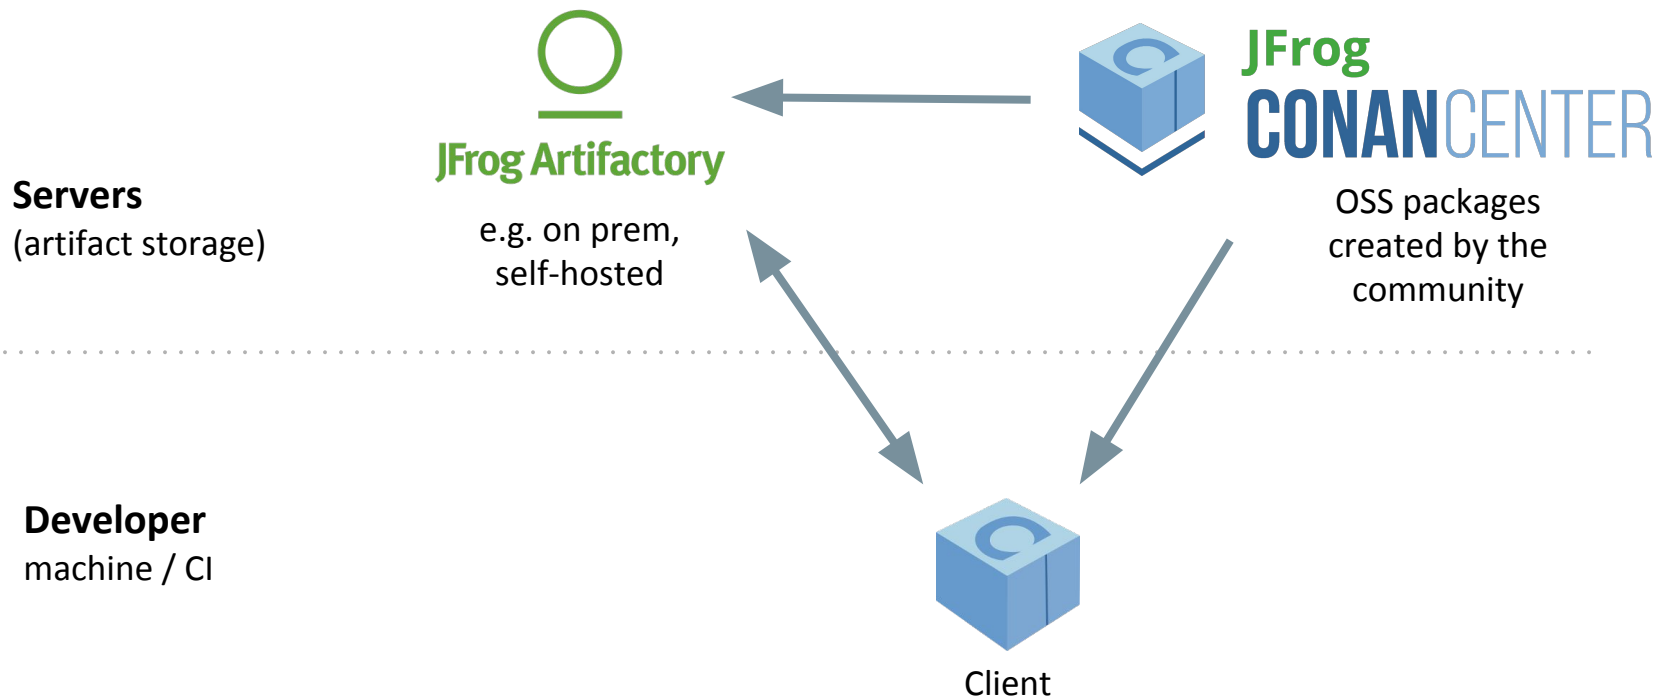 JFrog Artifactory
e.g. on prem,
self-hosted
JFrog
CONANCENTER
OSS packages
created by the
community
Servers
(artifact storage)
Developer
machine / CI
Client